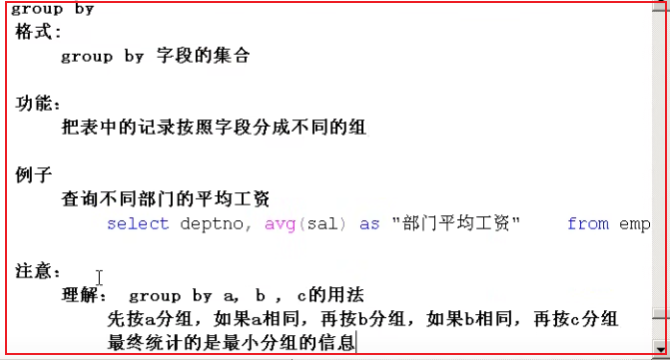 group by
格式:
group by 字段的集合
功能：
把表中的记录按照字段分成不同的组
例子
查询不同部门的平均工资
select deptno, avg(sal) as "部门平均工资" from emp
注意：
理解： group by a, b , c的用法
先按a分组，如果a相同，再按b分组，如果b相同，再按c分组
最终统计的是最小分组的信息